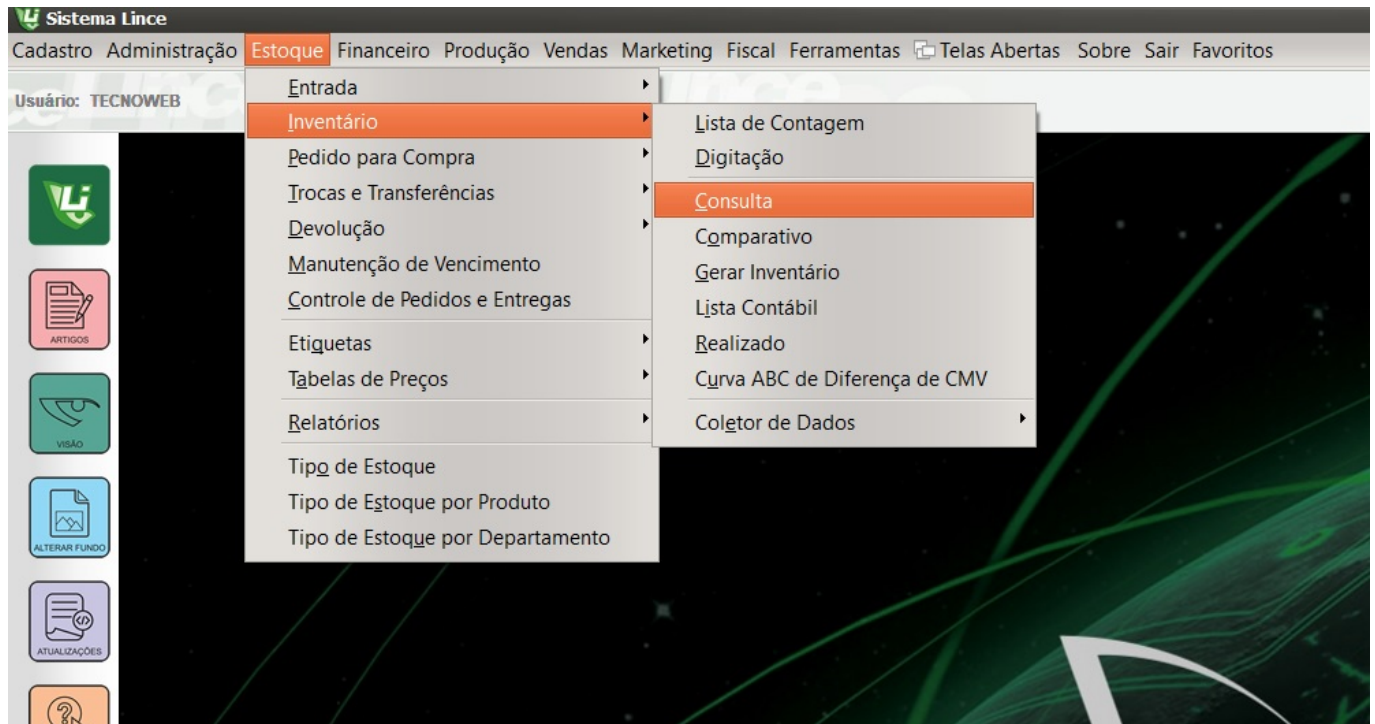 Sistema Lince
Cadastro Administração Estoque Financeiro Produção Vendas Marketing Fiscal Ferramentas Telas Abertas Sobre Sair Favoritos
Usuário: TECNOWEB
Entrada
Inventário
Pedido para Compra
Trocas e Transferências
Devolução
Manutenção de Vencimento
Controle de Pedidos e Entregas
Etiquetas
Tabelas de Preços
Relatórios
Tipo de Estoque
Tipo de Estoque por Produto
Tipo de Estoque por Departamento
Lista de Contagem
Digitação
Consulta
Comparativo
Gerar Inventário
Lista Contábil
Realizado
Curva ABC de Diferença de CMV
Coletor de Dados
ARTIGOS
VISÃO
ALTERAR FUNDO
ATUALIZAÇÕES